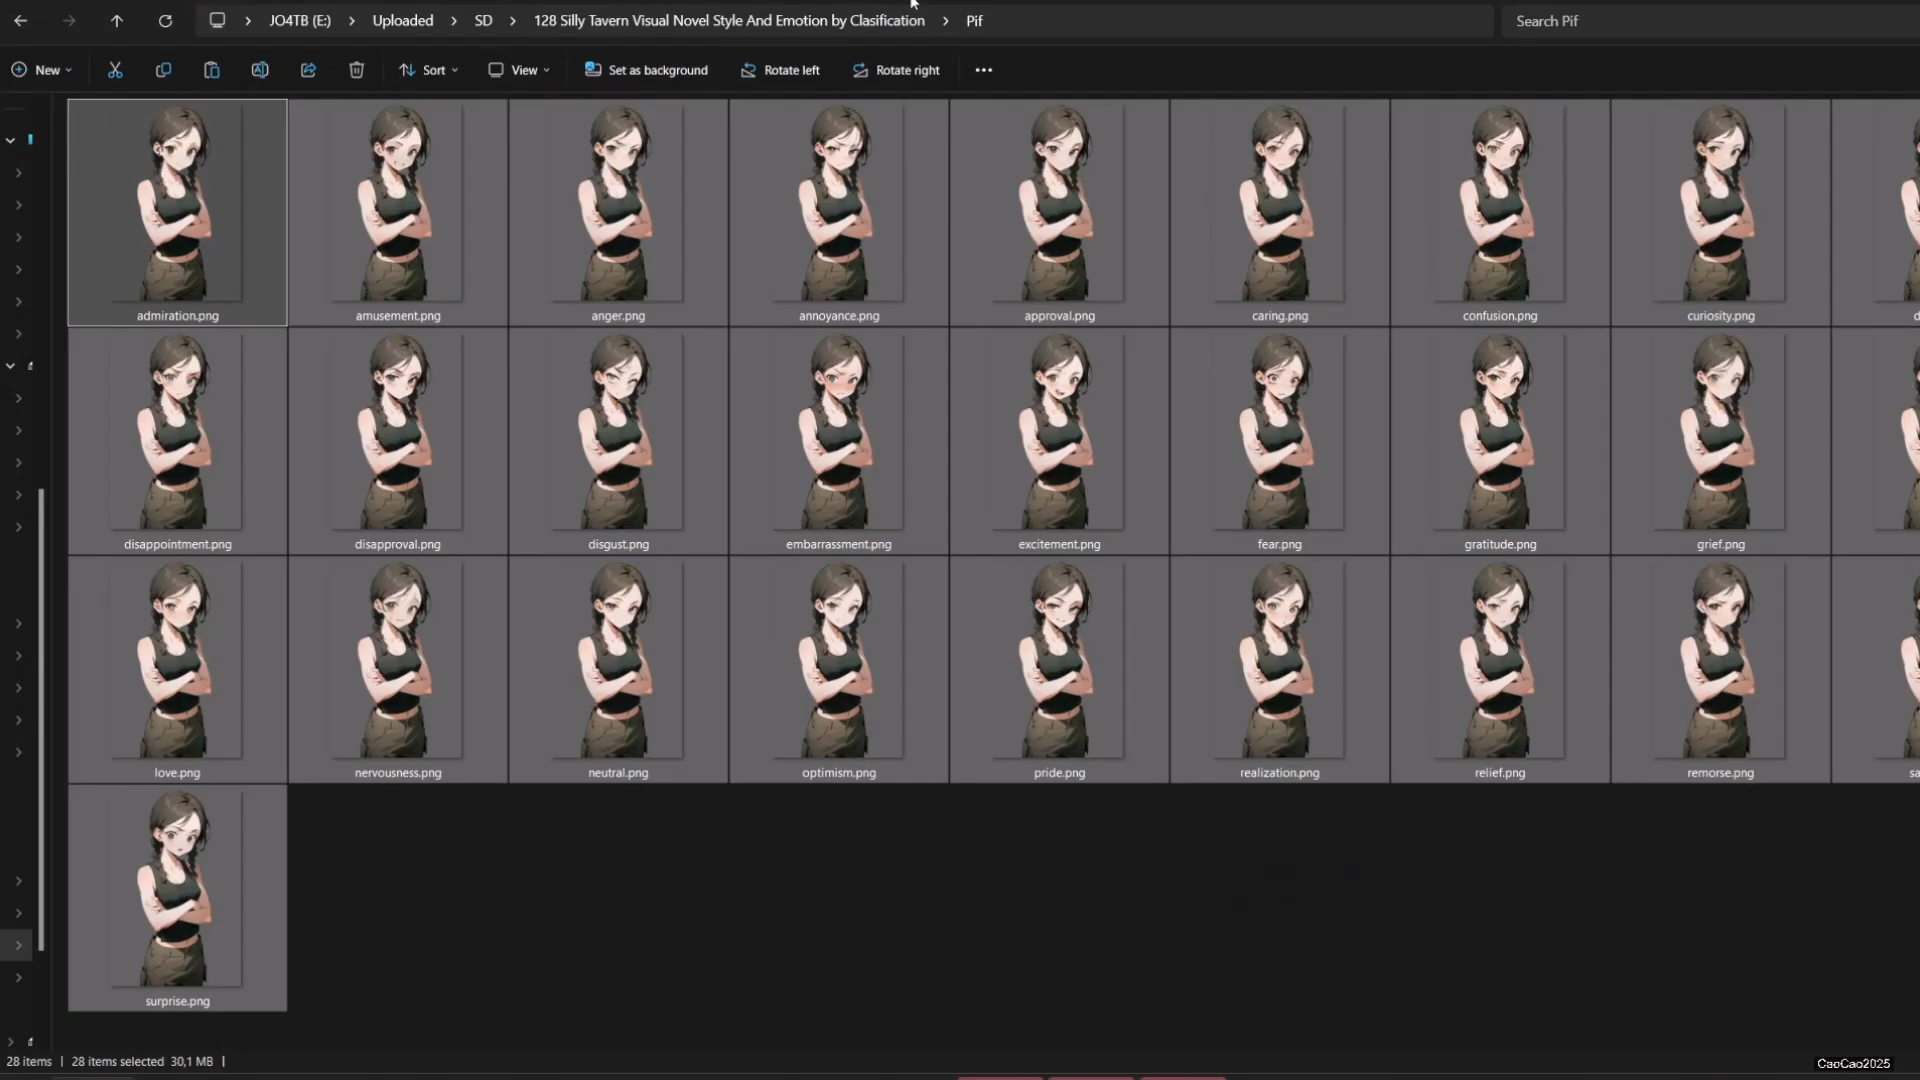 JO4TB (E:) Uploaded SD 128 Silly Tavern Visual Novel Style And Emotion by Clasification Pif
Search Pif
New Sort View Set as background Rotate left Rotate right
admiration.png amusement.png anger.png annoyance.png approval.png caring.png confusion.png curiosity.png
disappointment.png disapproval.png disgust.png embarrassment.png excitement.png fear.png gratitude.png grief.png
love.png nervousness.png neutral.png optimism.png pride.png realization.png relief.png remorse.png
surprise.png
28 items 28 items selected 30,1 MB
CaoCao2025